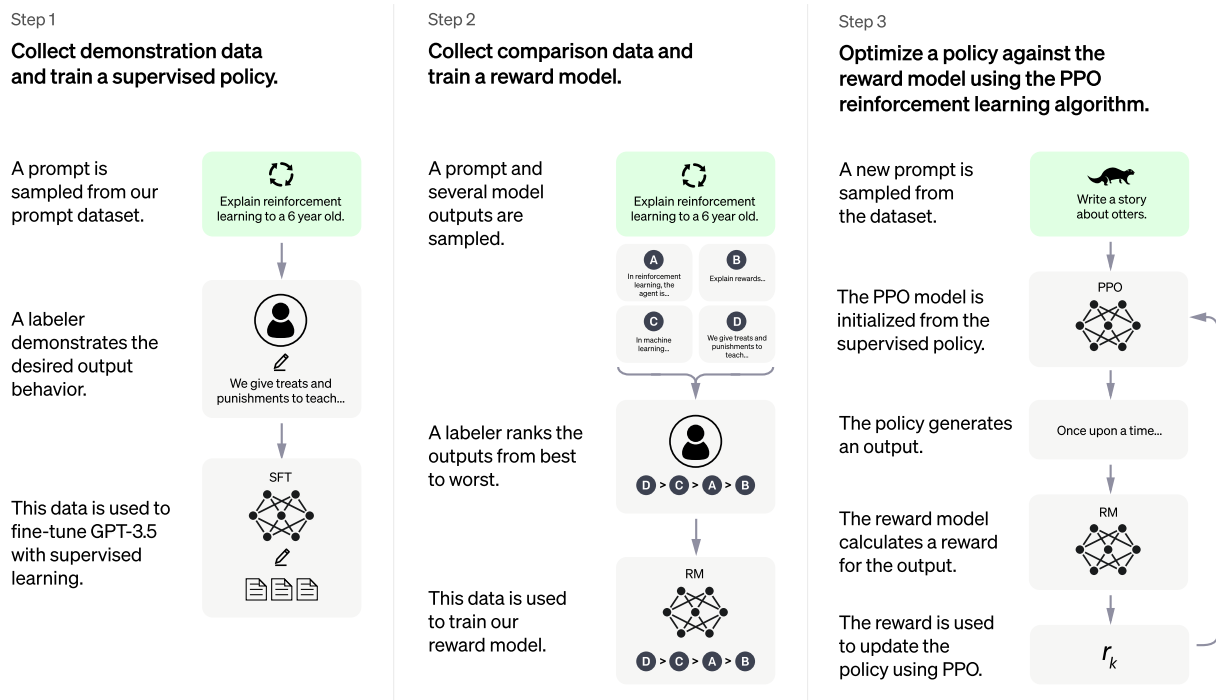 Step 1
Collect demonstration data
and train a supervised policy.
A prompt is
sampled from our
prompt dataset.
Explain reinforcement
learning to a 6 year old.
A labeler
demonstrates the
desired output
behavior.
We give treats and
punishments to teach...
This data is used to
fine-tune GPT-3.5
with supervised
learning.
SFT
Step 2
Collect comparison data and
train a reward model.
A prompt and
several model
outputs are
sampled.
Explain reinforcement
learning to a 6 year old.
A
In reinforcement
learning, the
agent is...
B
Explain rewards...
C
In machine
learning...
D
We give treats and
punishments to
teach...
A labeler ranks the
outputs from best
to worst.
D > C > A > B
This data is used
to train our
reward model.
RM
D > C > A > B
Step 3
Optimize a policy against the
reward model using the PPO
reinforcement learning algorithm.
A new prompt is
sampled from
the dataset.
Write a story
about otters.
The PPO model is
initialized from the
supervised policy.
PPO
The policy generates
an output.
Once upon a time...
The reward model
calculates a reward
for the output.
RM
The reward is used
to update the
policy using PPO.
rₖ